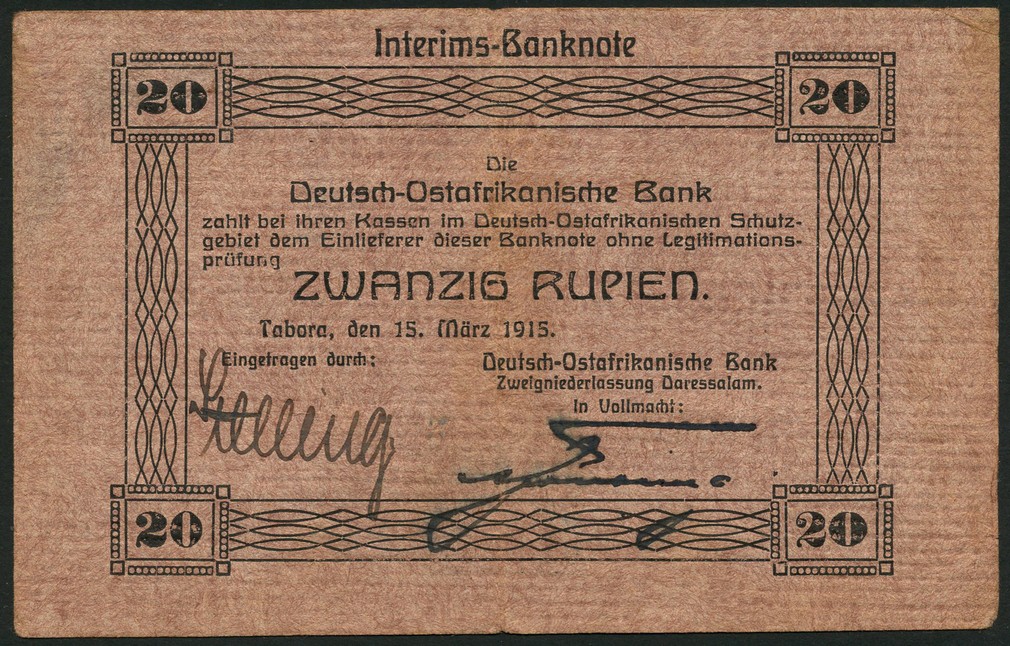 Interims-Banknote
20 20
Die
Deutsch-Ostafrikanische Bank
zahlt bei ihren Kassen im Deutsch-Ostafrikanischen Schutz-
gebiet dem Einlieferer dieser Banknote ohne Legitimations-
prüfung
ZWANZIG RUPIEN.
Tabora, den 15. März 1915.
Eingetragen durch:
Deutsch-Ostafrikanische Bank
Zweigniederlassung Daressalam.
In Vollmacht:
20 20